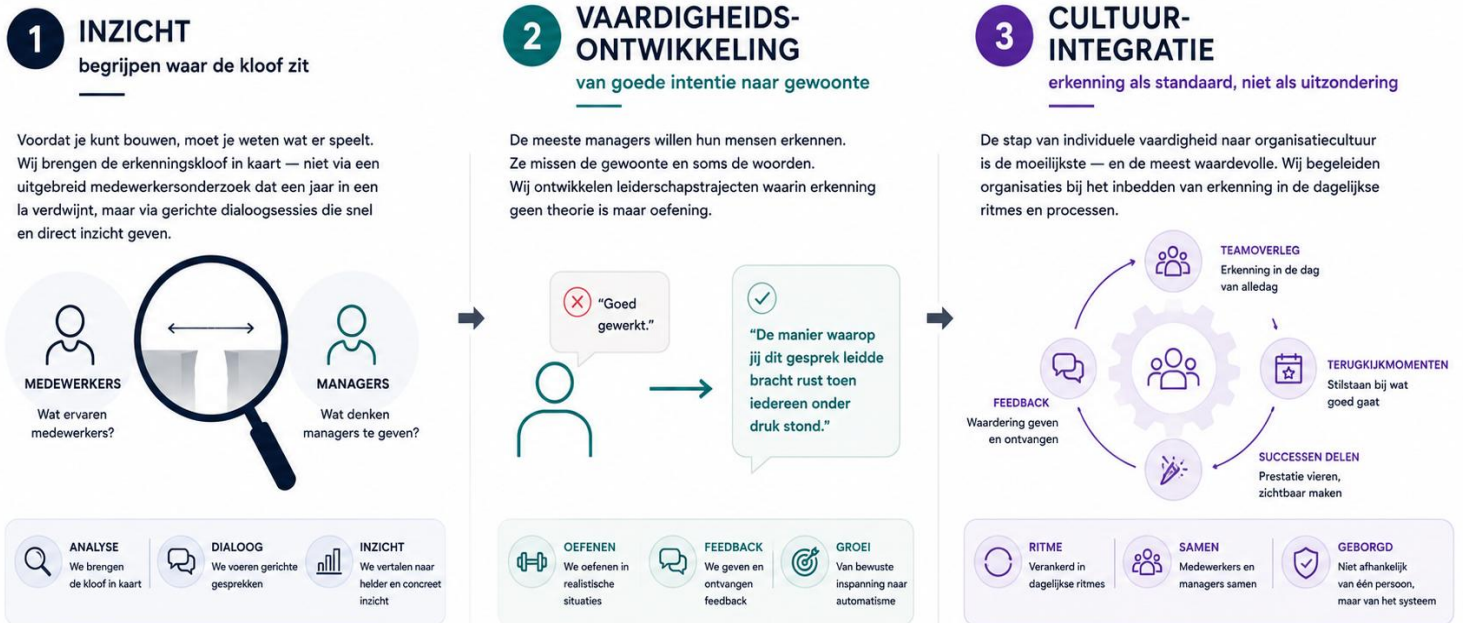 1
INZICHT
begrijpen waar de kloof zit
Voordat je kunt bouwen, moet je weten wat er speelt.
Wij brengen de erkenningskloof in kaart — niet via een
uitgebreid medewerkersonderzoek dat een jaar in een
la verdwijnt, maar via gerichte dialoogsessies die snel
en direct inzicht geven.
MEDEWERKERS
Wat ervaren
medewerkers?
MANAGERS
Wat denken
managers te geven?
ANALYSE
We brengen
de kloof in kaart
DIALOOG
We voeren gerichte
gesprekken
INZICHT
We vertalen naar
helder en concreet
inzicht
2
VAARDIGHEIDS-
ONTWIKKELING
van goede intentie naar gewoonte
De meeste managers willen hun mensen erkennen.
Ze missen de gewoonte en soms de woorden.
Wij ontwikkelen leiderschapstrajecten waarin erkenning
geen theorie is maar oefening.
“Goed
gewerkt.”
“De manier waarop
jij dit gesprek leidde
bracht rust toen
iedereen onder
druk stond.”
OEFENEN
We oefenen in
realistische
situaties
FEEDBACK
We geven en
ontvangen
feedback
GROEI
Van bewuste
inspanning naar
automatisme
3
CULTUUR-
INTEGRATIE
erkenning als standaard, niet als uitzondering
De stap van individuele vaardigheid naar organisatiecultuur
is de moeilijkste — en de meest waardevolle. Wij begeleiden
organisaties bij het inbedden van erkenning in de dagelijkse
ritmes en processen.
TEAMOVERLEG
Erkenning in de dag
van alledag
TERUGKIJKMOMENTEN
Stilstaan bij wat
goed gaat
SUCCESSEN DELEN
Prestatie vieren,
zichtbaar maken
FEEDBACK
Waardering geven
en ontvangen
RITME
Verankerd in
dagelijkse ritmes
SAMEN
Medewerkers en
managers samen
GEBORGD
Niet afhankelijk
van één persoon,
maar van het systeem